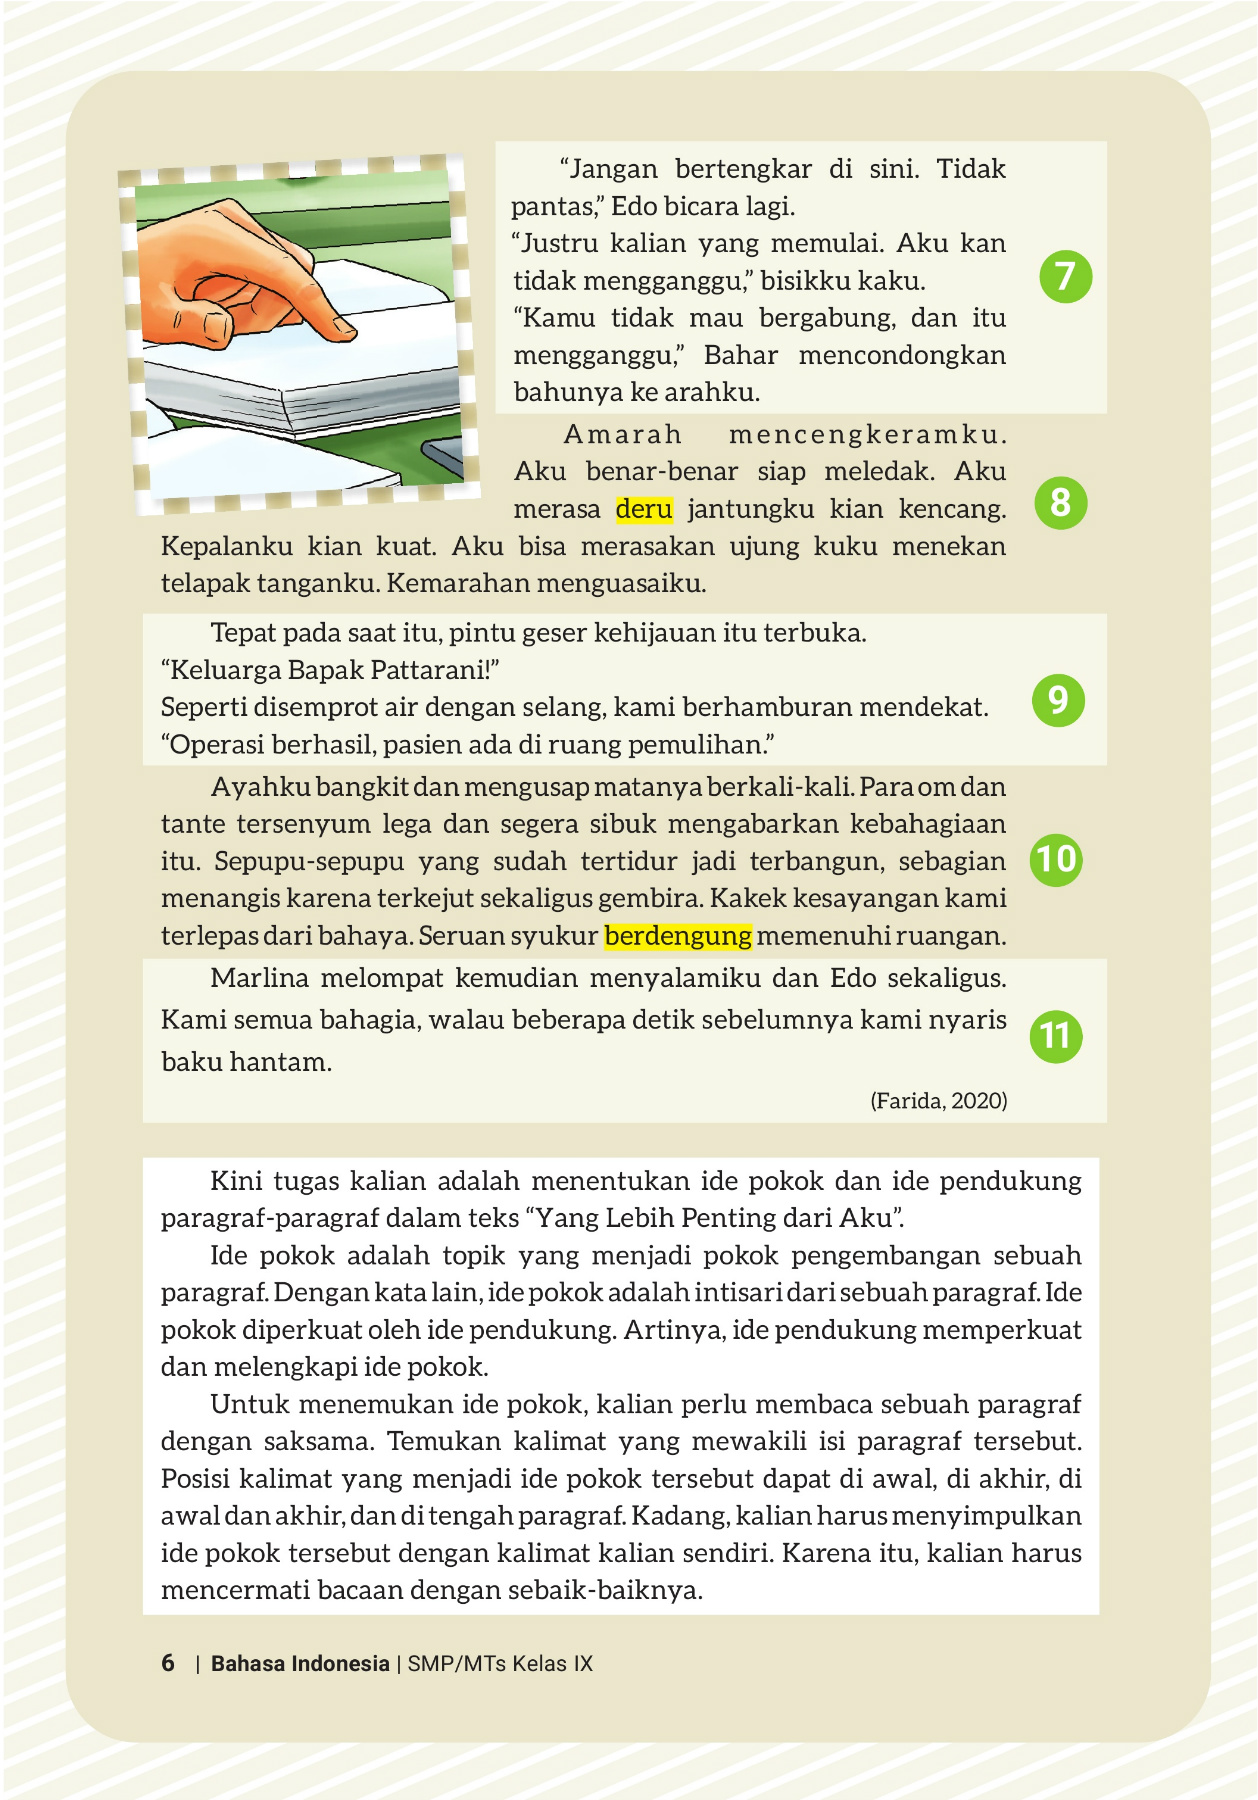 “Jangan bertengkar di sini. Tidak
pantas,” Edo bicara lagi.
“Justru kalian yang memulai. Aku kan
tidak mengganggu,” bisikku kaku.
“Kamu tidak mau bergabung, dan itu
mengganggu,” Bahar mencondongkan
bahunya ke arahku.
7
Amarah mencengkeramku.
Aku benar-benar siap meledak. Aku
merasa deru jantungku kian kencang.
Kepalanku kian kuat. Aku bisa merasakan ujung kuku menekan
telapak tanganku. Kemarahan menguasaiku.
8
Tepat pada saat itu, pintu geser kehijauan itu terbuka.
“Keluarga Bapak Pattarani!”
Seperti disemprot air dengan selang, kami berhamburan mendekat.
“Operasi berhasil, pasien ada di ruang pemulihan.”
9
Ayahku bangkit dan mengusap matanya berkali-kali. Para om dan
tante tersenyum lega dan segera sibuk mengabarkan kebahagiaan
itu. Sepupu-sepupu yang sudah tertidur jadi terbangun, sebagian
menangis karena terkejut sekaligus gembira. Kakek kesayangan kami
terlepas dari bahaya. Seruan syukur berdengung memenuhi ruangan.
10
Marlina melompat kemudian menyalamiku dan Edo sekaligus.
Kami semua bahagia, walau beberapa detik sebelumnya kami nyaris
baku hantam.
11
(Farida, 2020)
Kini tugas kalian adalah menentukan ide pokok dan ide pendukung
paragraf-paragraf dalam teks “Yang Lebih Penting dari Aku”.
Ide pokok adalah topik yang menjadi pokok pengembangan sebuah
paragraf. Dengan kata lain, ide pokok adalah intisari dari sebuah paragraf. Ide
pokok diperkuat oleh ide pendukung. Artinya, ide pendukung memperkuat
dan melengkapi ide pokok.
Untuk menemukan ide pokok, kalian perlu membaca sebuah paragraf
dengan saksama. Temukan kalimat yang mewakili isi paragraf tersebut.
Posisi kalimat yang menjadi ide pokok tersebut dapat di awal, di akhir, di
awal dan akhir, dan di tengah paragraf. Kadang, kalian harus menyimpulkan
ide pokok tersebut dengan kalimat kalian sendiri. Karena itu, kalian harus
mencermati bacaan dengan sebaik-baiknya.
6 | Bahasa Indonesia | SMP/MTs Kelas IX